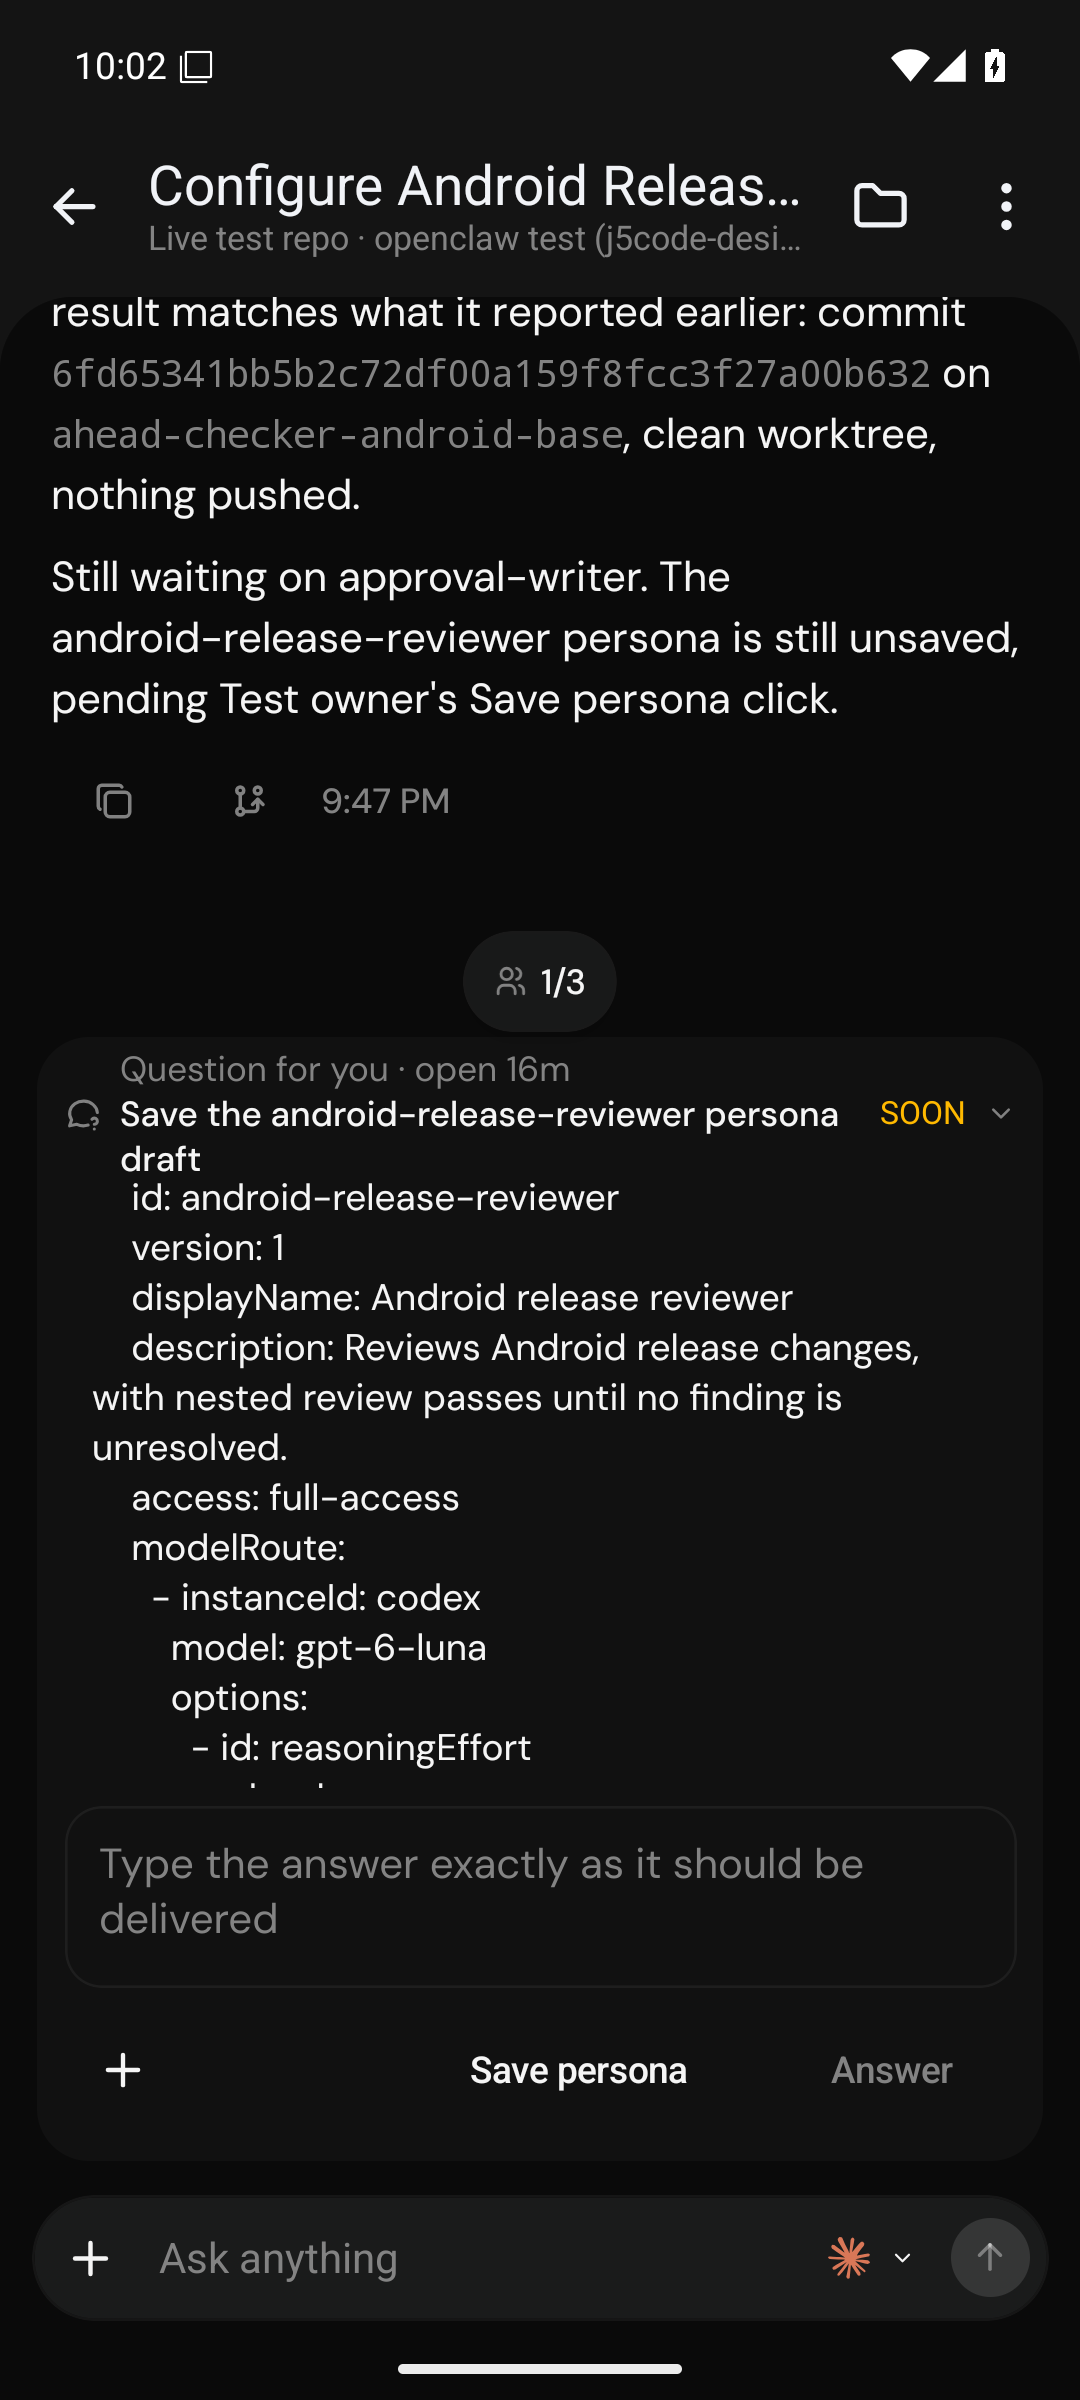 10:02
Configure Android Releas...
Live test repo · openclaw test (j5code-desi...
result matches what it reported earlier: commit
6fd65341bb5b2c72df00a159f8fcc3f27a00b632 on
ahead-checker-android-base, clean worktree,
nothing pushed.
Still waiting on approval-writer. The
android-release-reviewer persona is still unsaved,
pending Test owner's Save persona click.
9:47 PM
1/3
Question for you · open 16m
Save the android-release-reviewer persona
draft
SOON
id: android-release-reviewer
version: 1
displayName: Android release reviewer
description: Reviews Android release changes,
with nested review passes until no finding is
unresolved.
access: full-access
modelRoute:
- instanceId: codex
model: gpt-6-luna
options:
- id: reasoningEffort
Type the answer exactly as it should be
delivered
Save persona
Answer
Ask anything